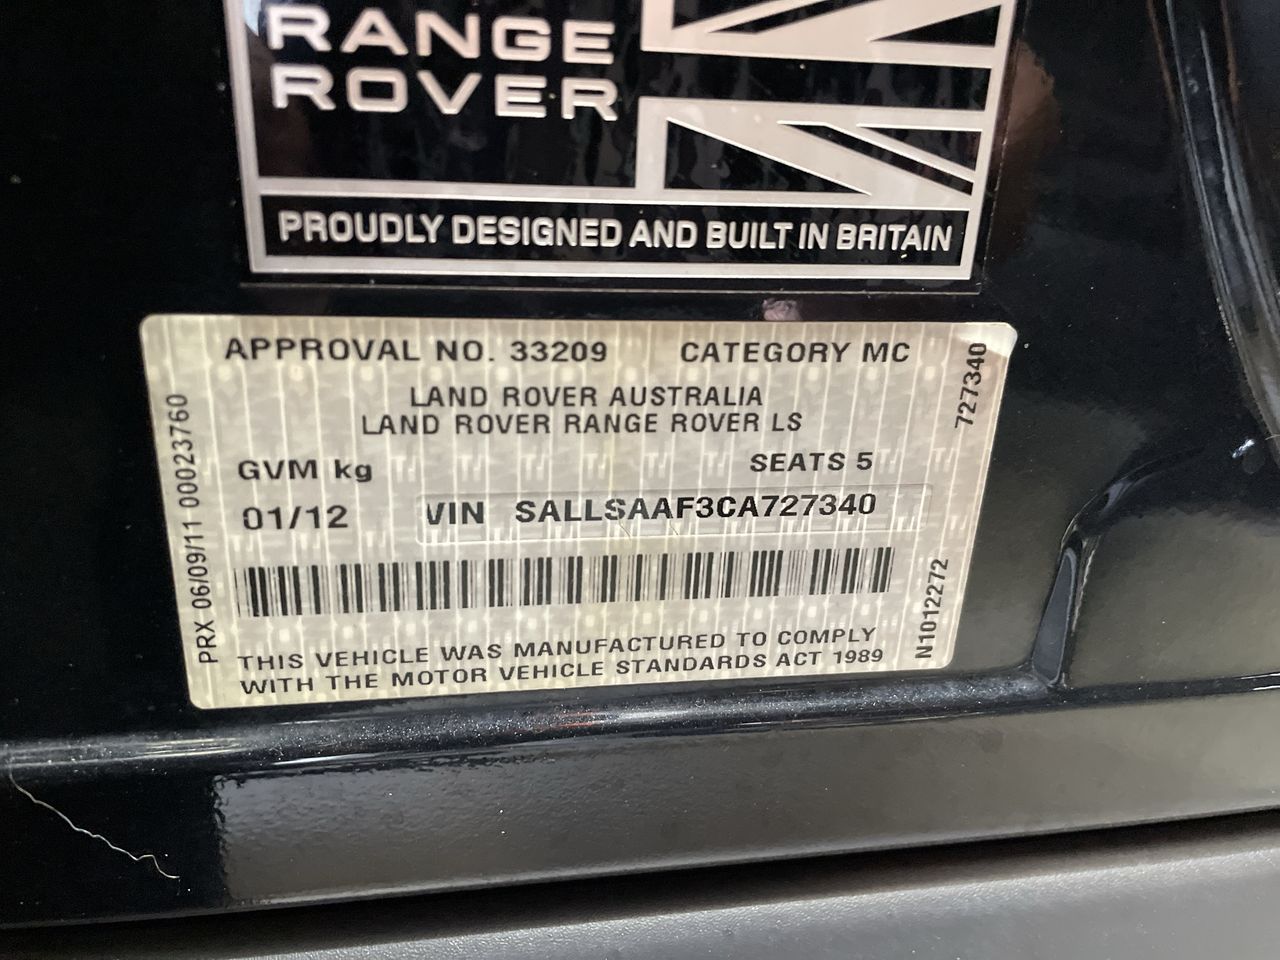 RANGE
ROVER
PROUDLY DESIGNED AND BUILT IN BRITAIN
APPROVAL NO. 33209 CATEGORY MC
LAND ROVER AUSTRALIA
LAND ROVER RANGE ROVER LS
GVM kg SEATS 5
01/12 VIN SALLSAAF3CA727340
THIS VEHICLE WAS MANUFACTURED TO COMPLY
WITH THE MOTOR VEHICLE STANDARDS ACT 1989
PRX 06/09/11 00023760
727340
N1012272